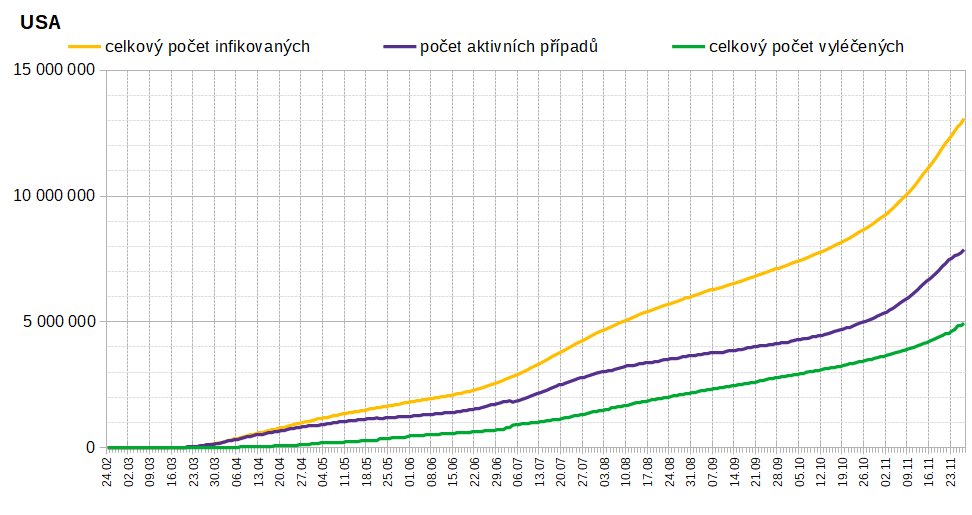 USA
celkový počet infikovaných počet aktivních případů celkový počet vyléčených
15 000 000
10 000 000
5 000 000
0
24.02 02.03 09.03 16.03 23.03 30.03 06.04 13.04 20.04 27.04 04.05 11.05 18.05 25.05 01.06 08.06 15.06 22.06 29.06 06.07 13.07 20.07 27.07 03.08 10.08 17.08 24.08 31.08 07.09 14.09 21.09 28.09 05.10 12.10 19.10 26.10 02.11 09.11 16.11 23.11